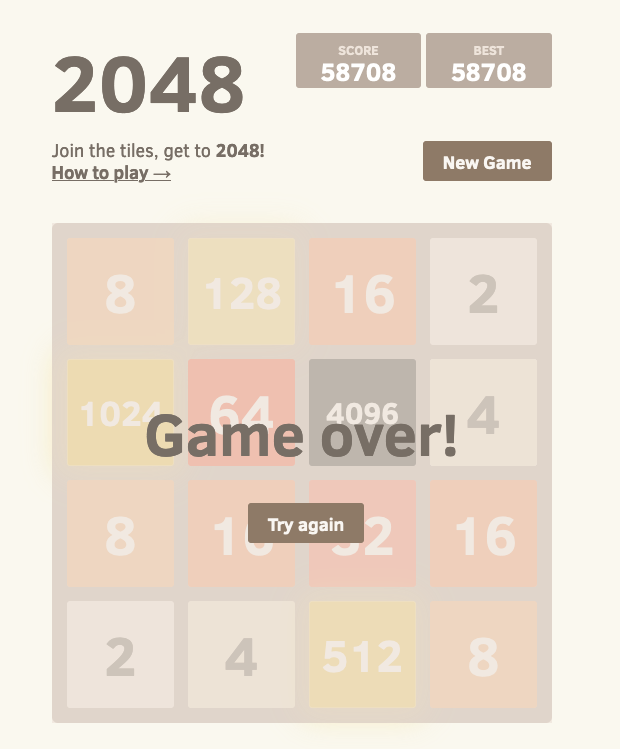 2048
SCORE
58708
BEST
58708
Join the tiles, get to 2048!
How to play →
New Game
8 128 16 2
1024 64 4096 4
Game over!
8 16 32 16
Try again
2 4 512 8